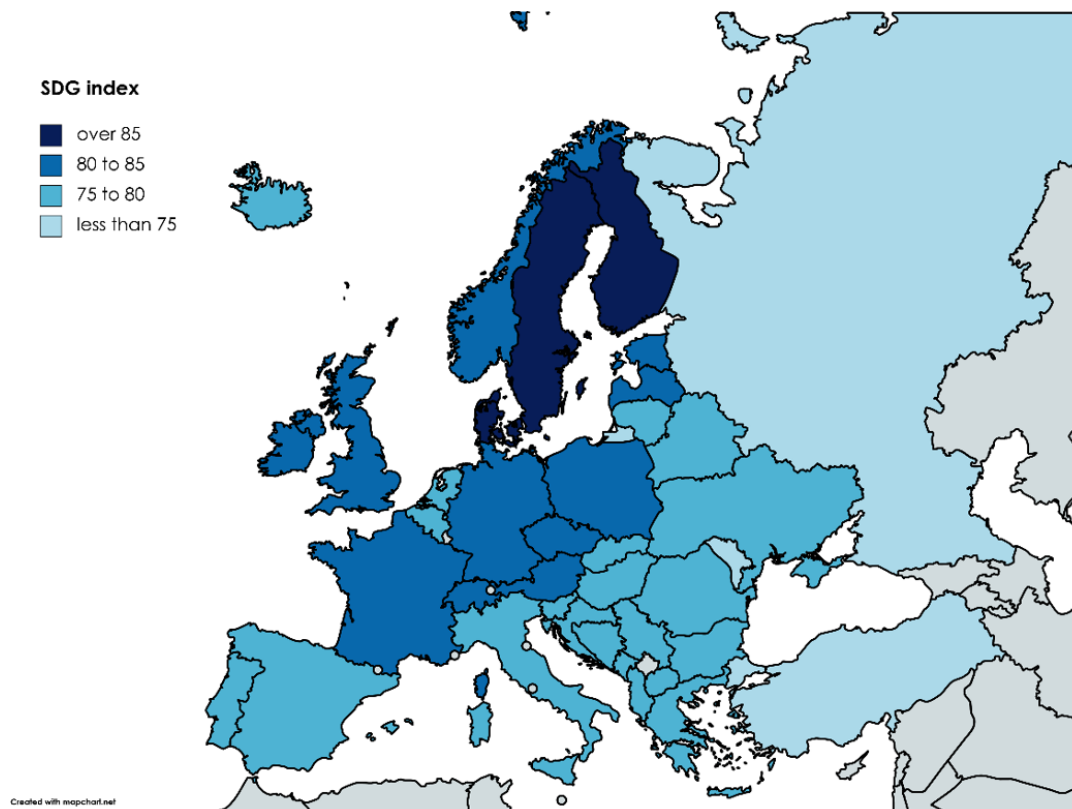 SDG index
over 85
80 to 85
75 to 80
less than 75
Created with mapchart.net